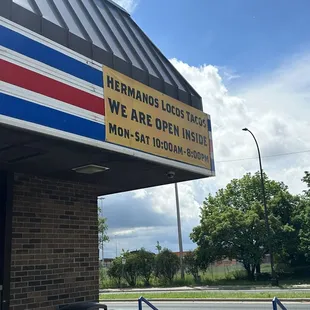 HERMANOS LOCOS TACOS
WE ARE OPEN INSIDE
MON-SAT 10:00AM-8:00PM